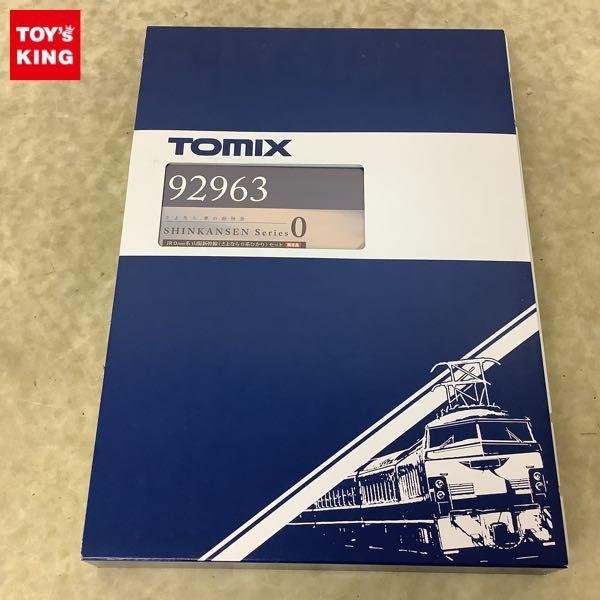 TOY's
KING
TOMIX
92963
さよなら、夢の超特急
SHINKANSEN Series 0
JR 0 7000系 山陽新幹線(さよなら0系ひかり)セット 限定品